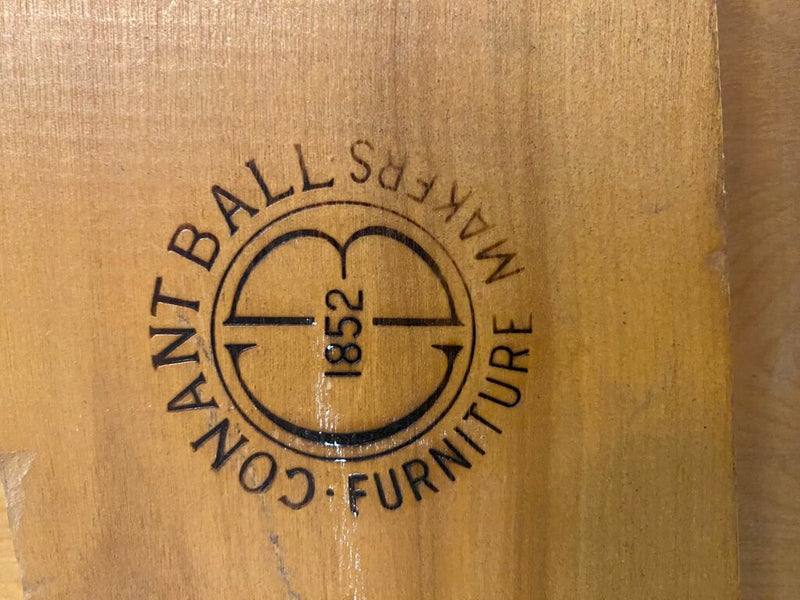 CONANT BALL
FURNITURE MAKERS
1852